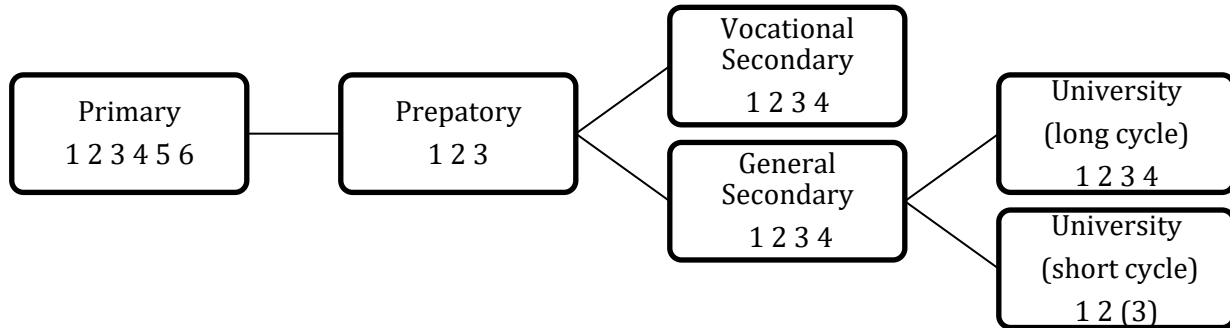 Primary
1 2 3 4 5 6
Prepatory
1 2 3
Vocational
Secondary
1 2 3 4
General
Secondary
1 2 3 4
University
(long cycle)
1 2 3 4
University
(short cycle)
1 2 (3)